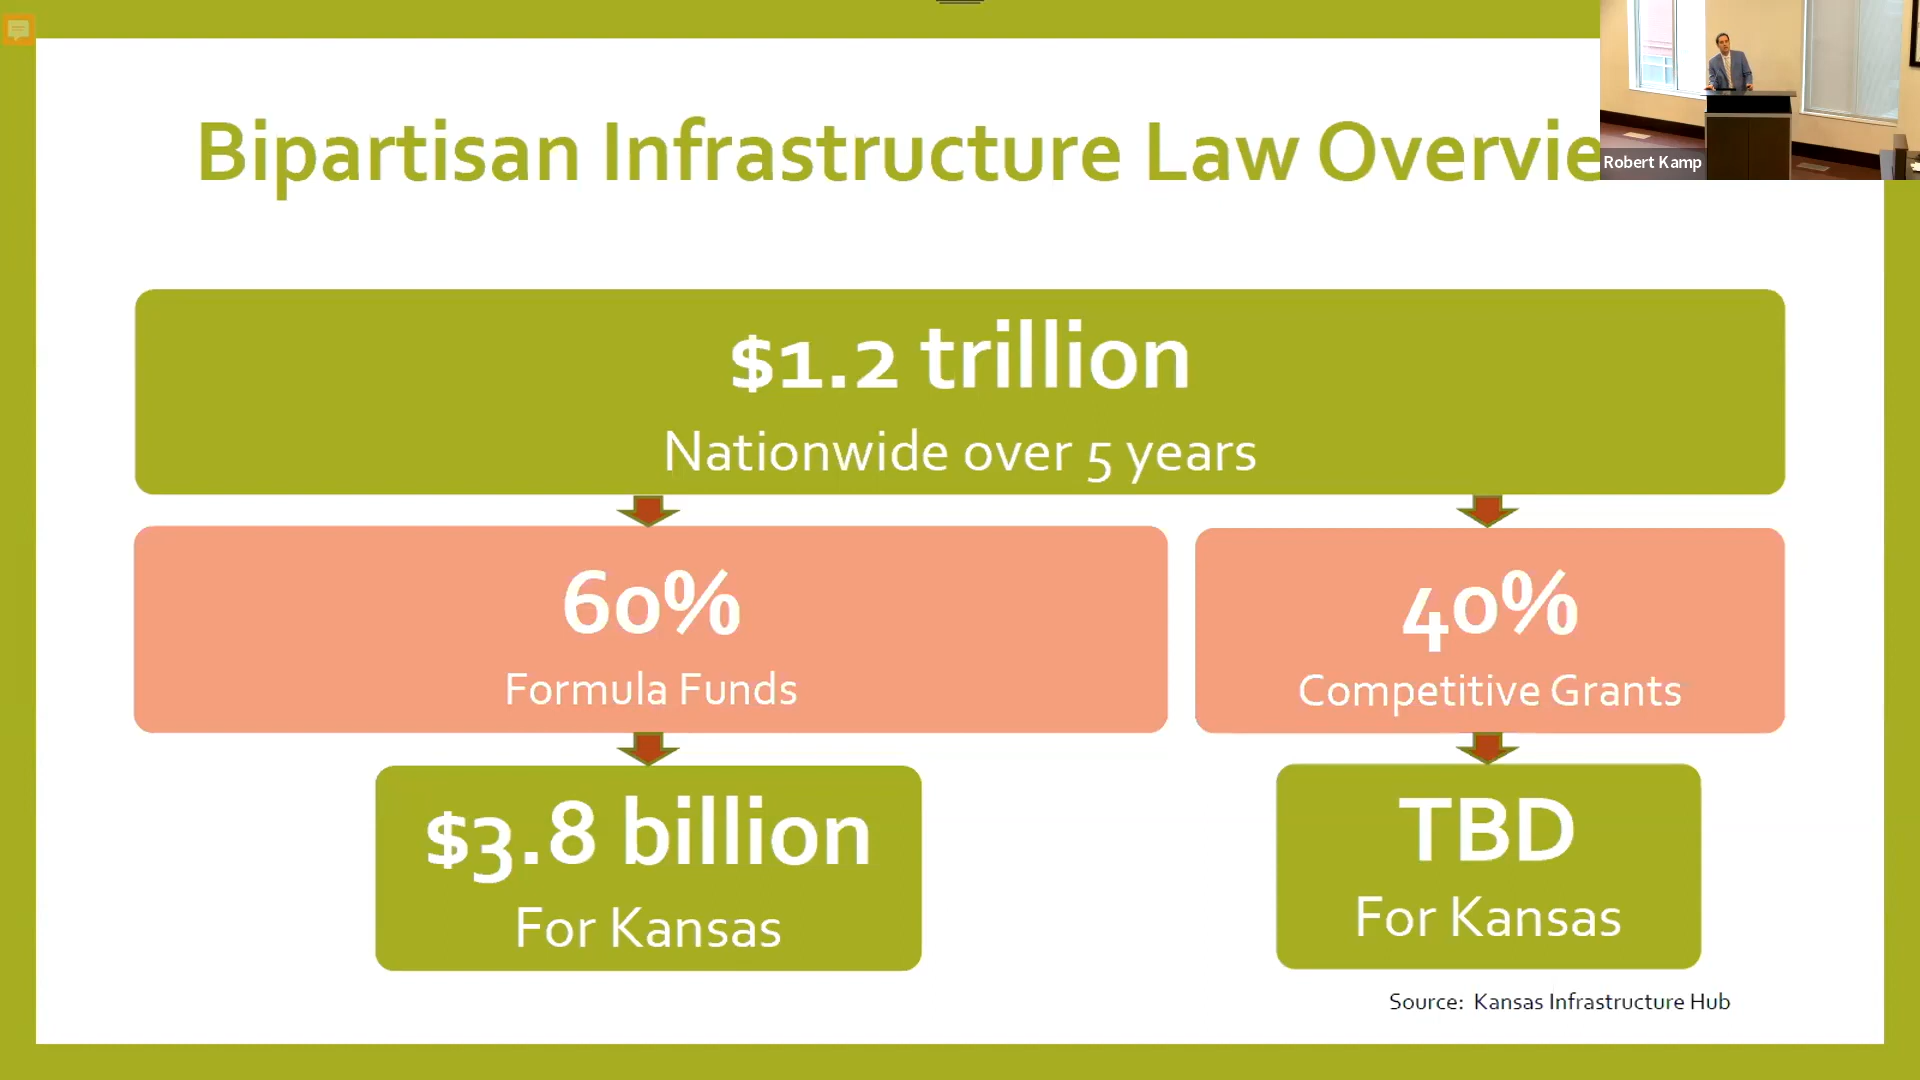 Bipartisan Infrastructure Law Overvie
Robert Kamp
$1.2 trillion
Nationwide over 5 years
60%
Formula Funds
40%
Competitive Grants
$3.8 billion
For Kansas
TBD
For Kansas
Source: Kansas Infrastructure Hub